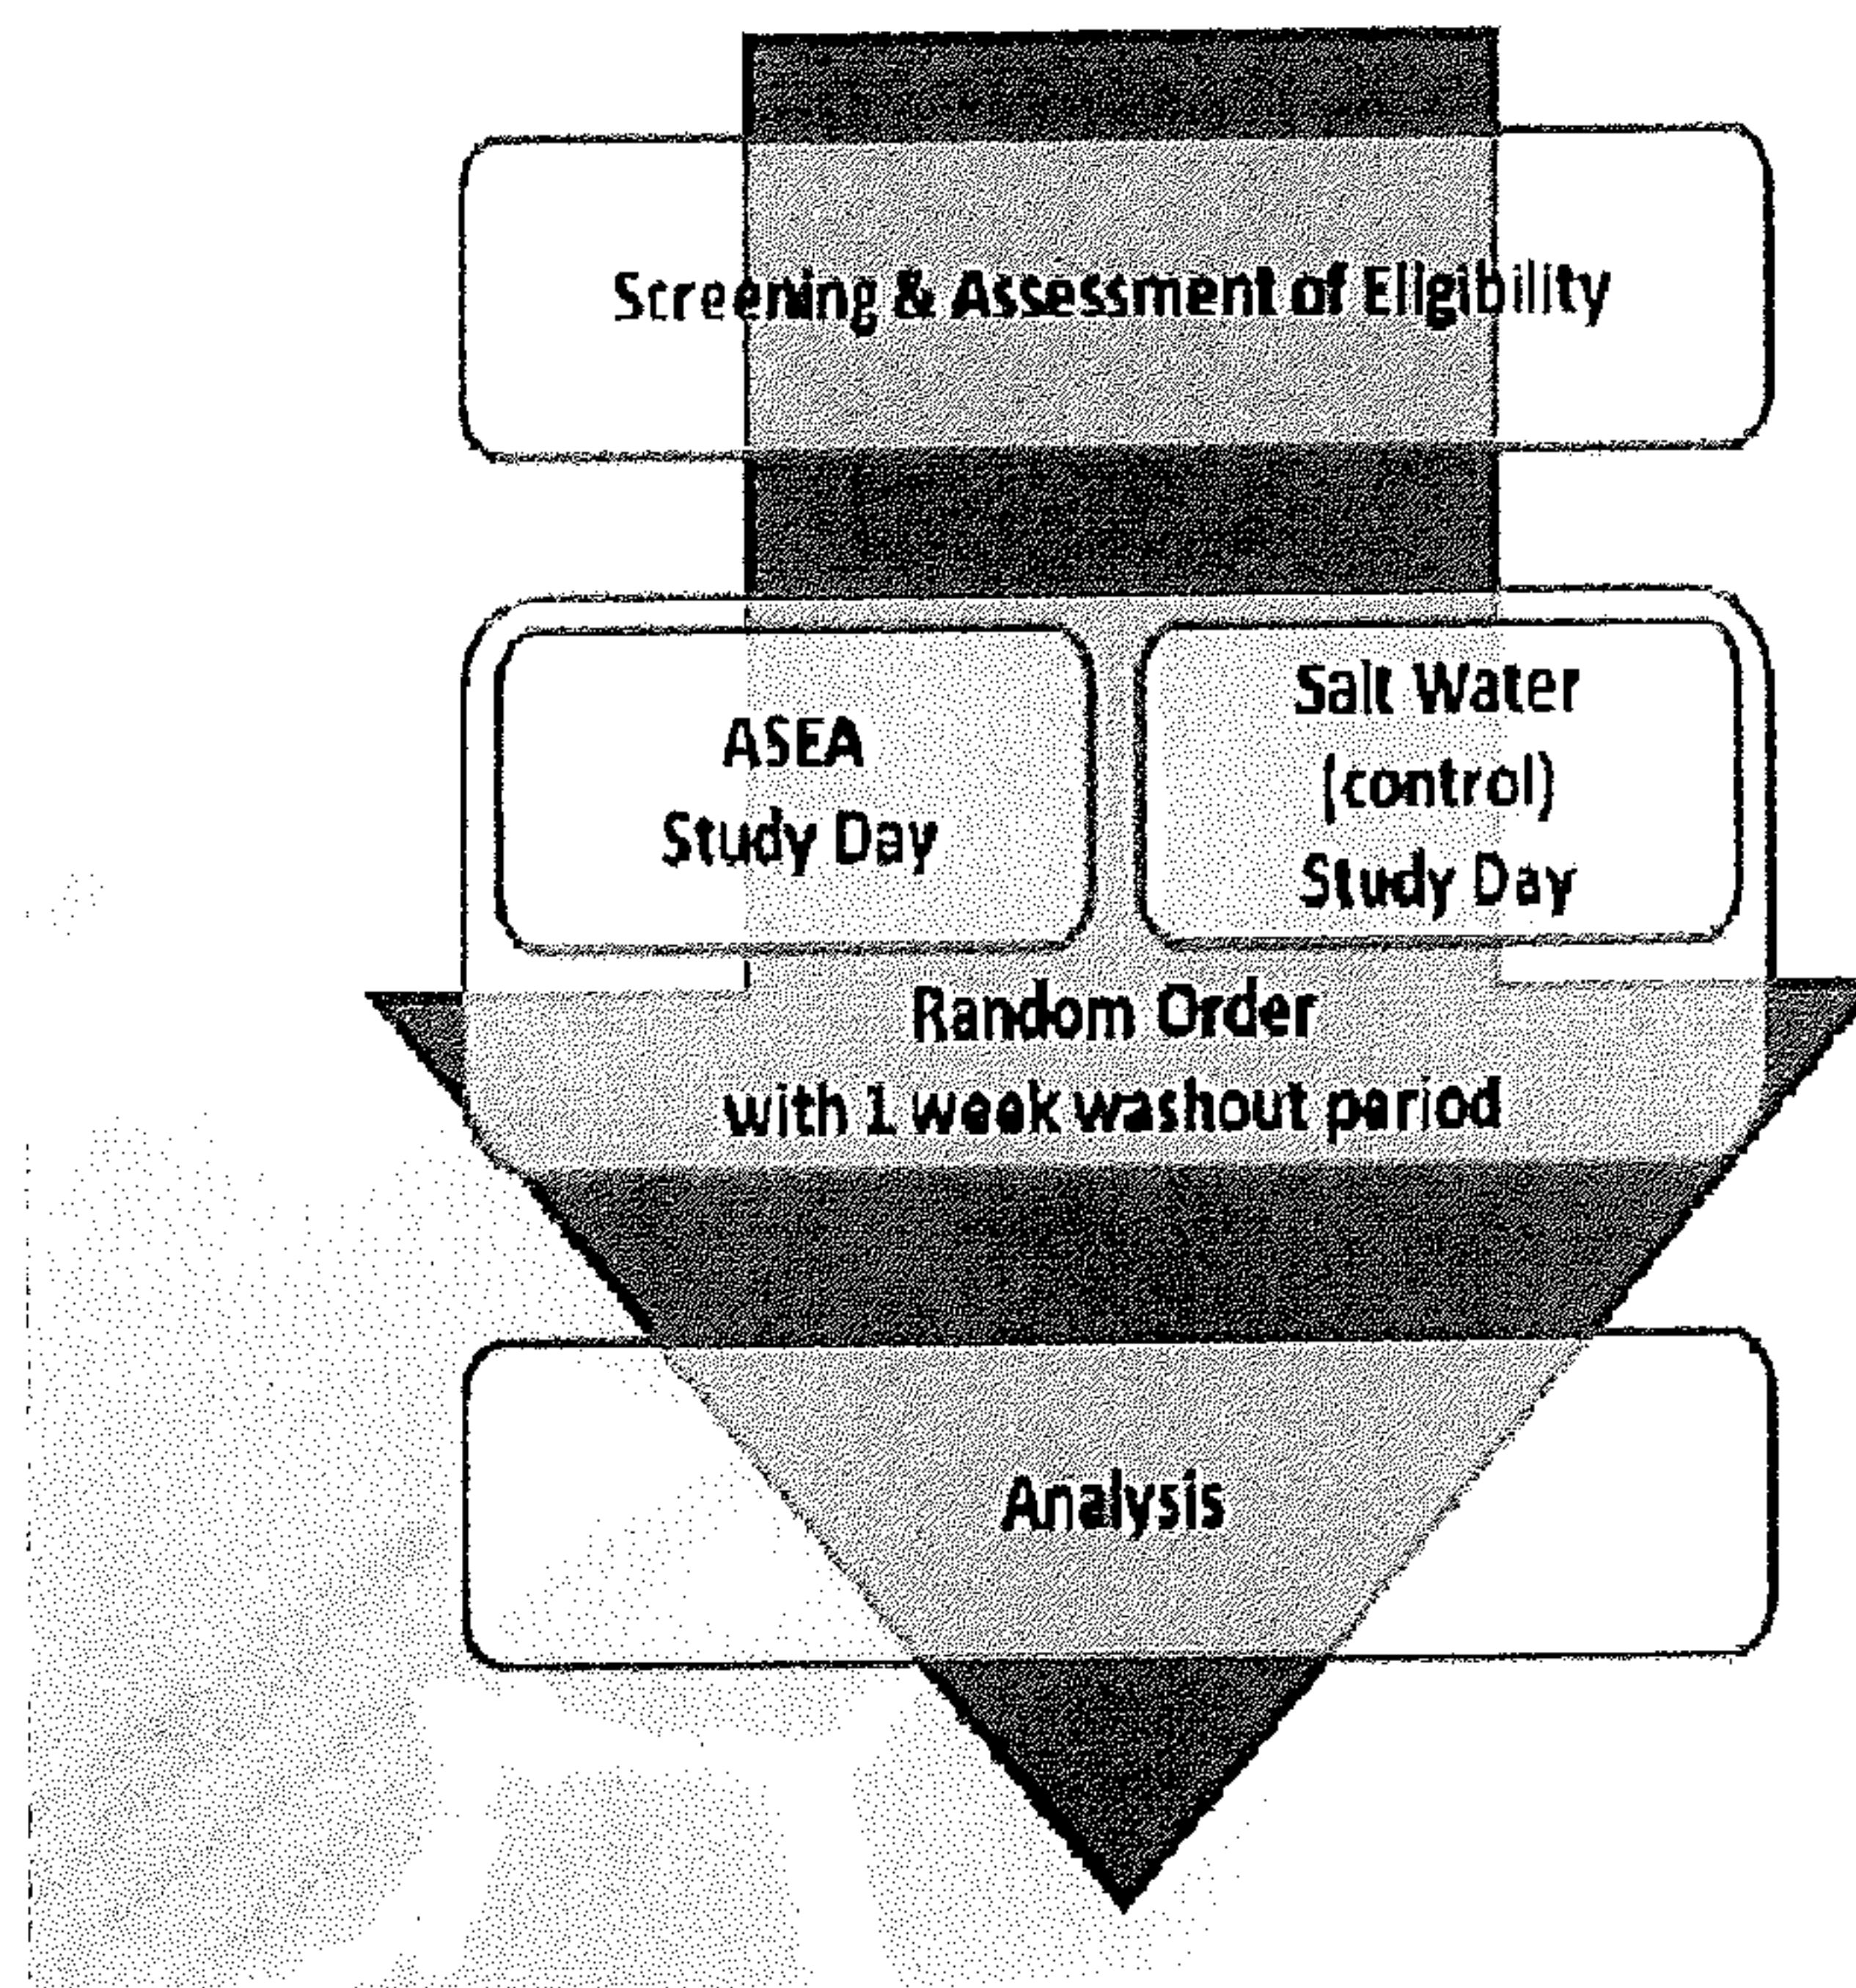 Screening & Assessment of Eligibility
ASEA
Study Day
Salt Water
(control)
Study Day
Random Order
with 1 week washout period
Analysis